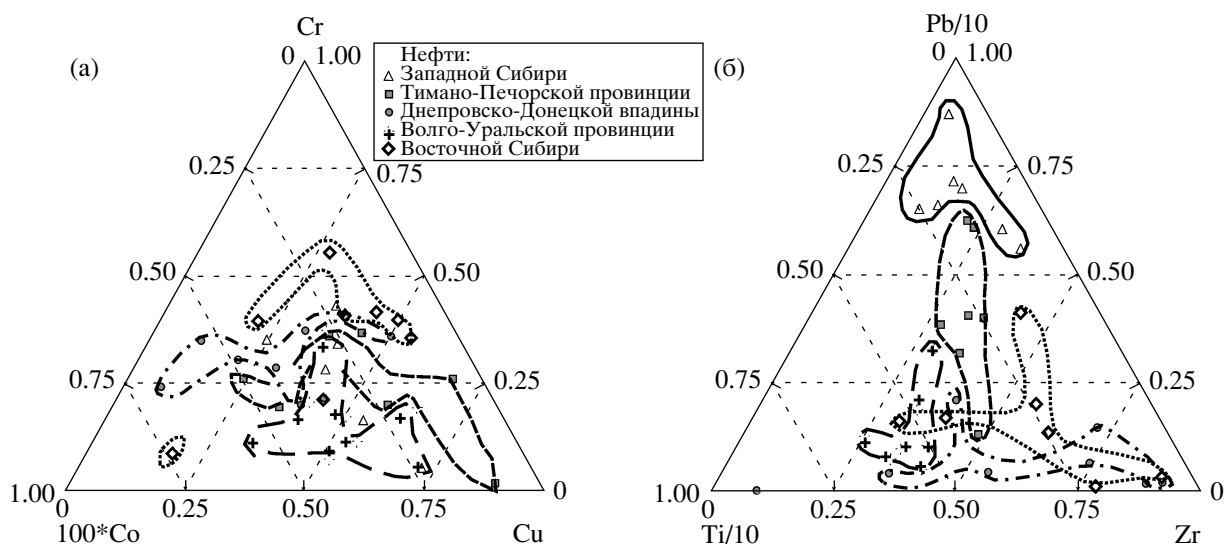 Cr
Pb/10
0 1.00
0 1.00
(а)
(б)
Нефти:
Западной Сибири
Тимано-Печорской провинции
Днепровско-Донецкой впадины
Волго-Уральской провинции
Восточной Сибири
0.25
0.75
0.25
0.75
0.50
0.50
0.50
0.50
0.75
0.25
0.75
0.25
1.00
0
1.00
0
0.25
0.50
0.75
0.25
0.50
0.75
100*Co
Cu
Ti/10
Zr